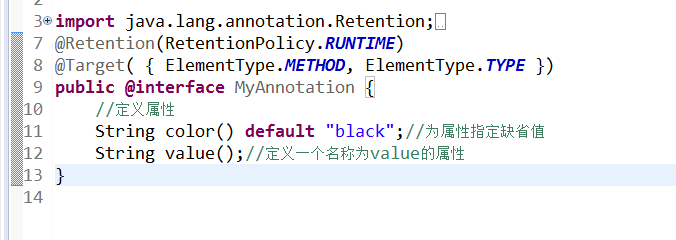 2
3 import java.lang.annotation.Retention;
7 @Retention(RetentionPolicy.RUNTIME)
8 @Target( { ElementType.METHOD, ElementType.TYPE })
9 public @interface MyAnnotation {
10 //定义属性
11 String color() default "black";//为属性指定缺省值
12 String value();//定义一个名称为value的属性
13 }
14